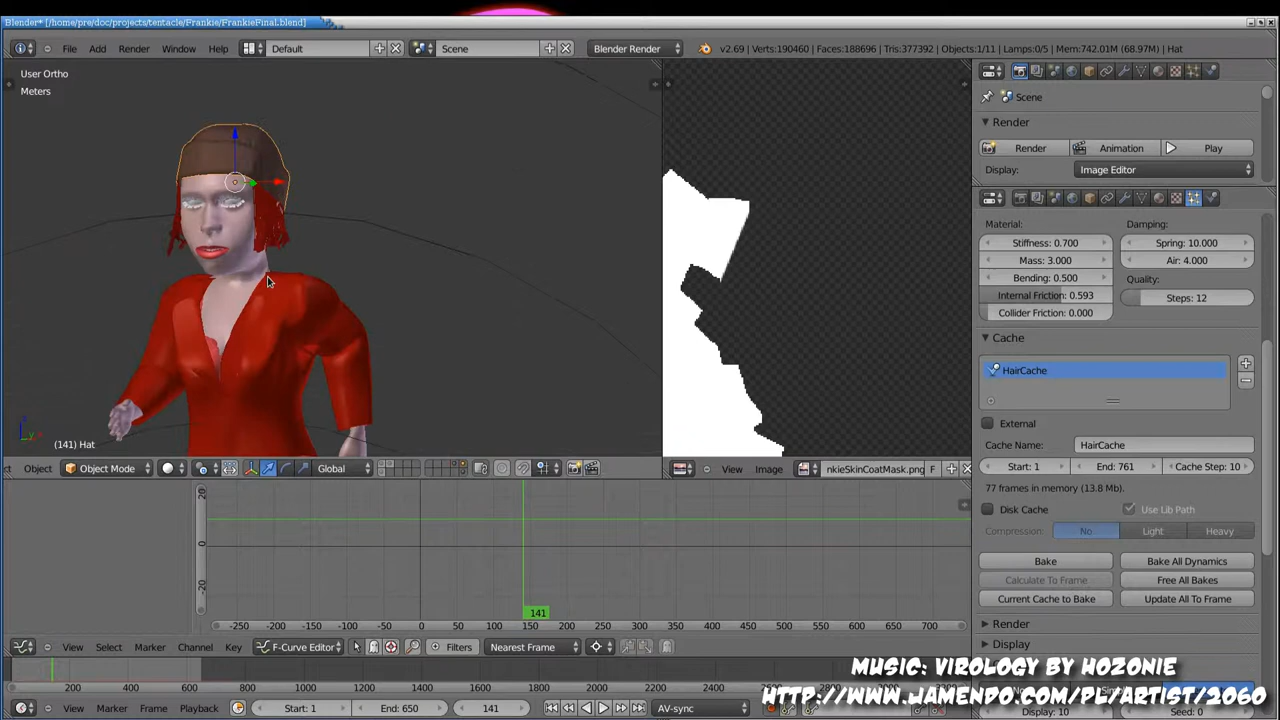 Blender* [/home/pre/doc/projects/tentacle/Frankie/FrankieFinal.blend]
File Add Render Window Help Default Scene Blender Render v2.69 | Verts:190460 | Faces:188696 | Tris:377392 | Objects:1/11 | Lamps:0/5 | Mem:742.01M (68.97M) | Hat
User Ortho
Meters
(141) Hat
Object Object Mode Global
View Image nkieSkinCoatMask.png F
Scene
Render
Render Animation Play
Display: Image Editor
Material: Damping:
Stiffness: 0.700 Spring: 10.000
Mass: 3.000 Air: 4.000
Bending: 0.500 Quality:
Internal Friction: 0.593 Steps: 12
Collider Friction: 0.000
Cache
HairCache
External
Cache Name: HairCache
Start: 1 End: 761 Cache Step: 10
77 frames in memory (13.8 Mb).
Disk Cache Use Lib Path
Compression: No Light Heavy
Bake Bake All Dynamics
Calculate To Frame Free All Bakes
Current Cache to Bake Update All To Frame
Render
Display
20
0
-20
141
-250 -200 -150 -100 -50 0 50 100 150 200 250 300 350 400 450 500 550 600 650 700
View Select Marker Channel Key F-Curve Editor Filters Nearest Frame
200 400 600 800 1000 1200 1400 1600 1800 2000 2200 2400
View Marker Frame Playback Start: 1 End: 650 141 AV-sync
Display: 10 Seed: 0
MUSIC: VIROLOGY BY HOZONIE
HTTP://WWW.JAMENDO.COM/PL/ARTIST/2060